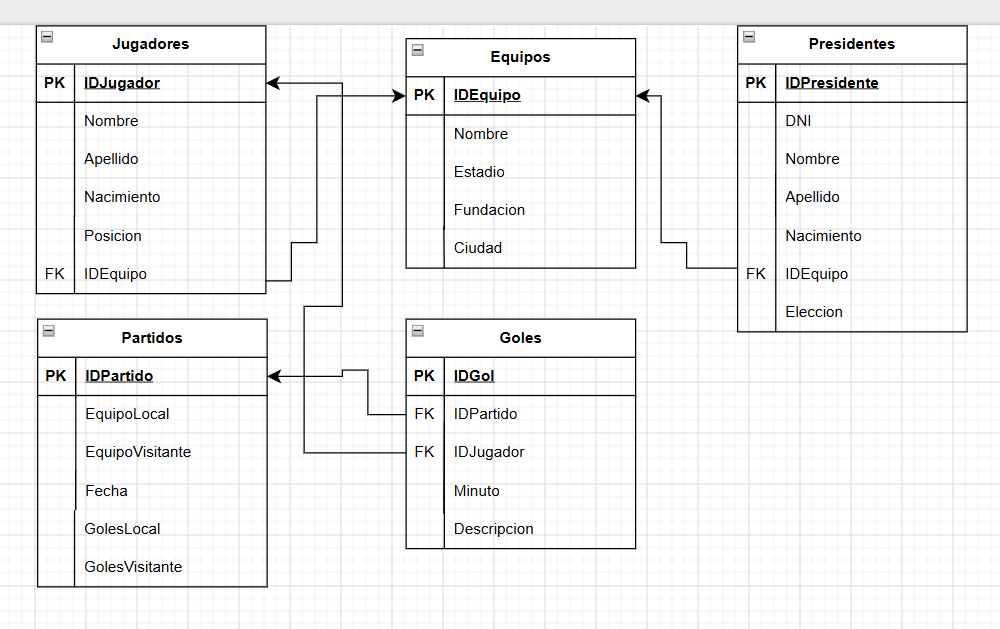 Jugadores
PK IDJugador
Nombre
Apellido
Nacimiento
Posicion
FK IDEquipo
Equipos
PK IDEquipo
Nombre
Estadio
Fundacion
Ciudad
Presidentes
PK IDPresidente
DNI
Nombre
Apellido
Nacimiento
FK IDEquipo
Eleccion
Partidos
PK IDPartido
EquipoLocal
EquipoVisitante
Fecha
GolesLocal
GolesVisitante
Goles
PK IDGol
FK IDPartido
FK IDJugador
Minuto
Descripcion